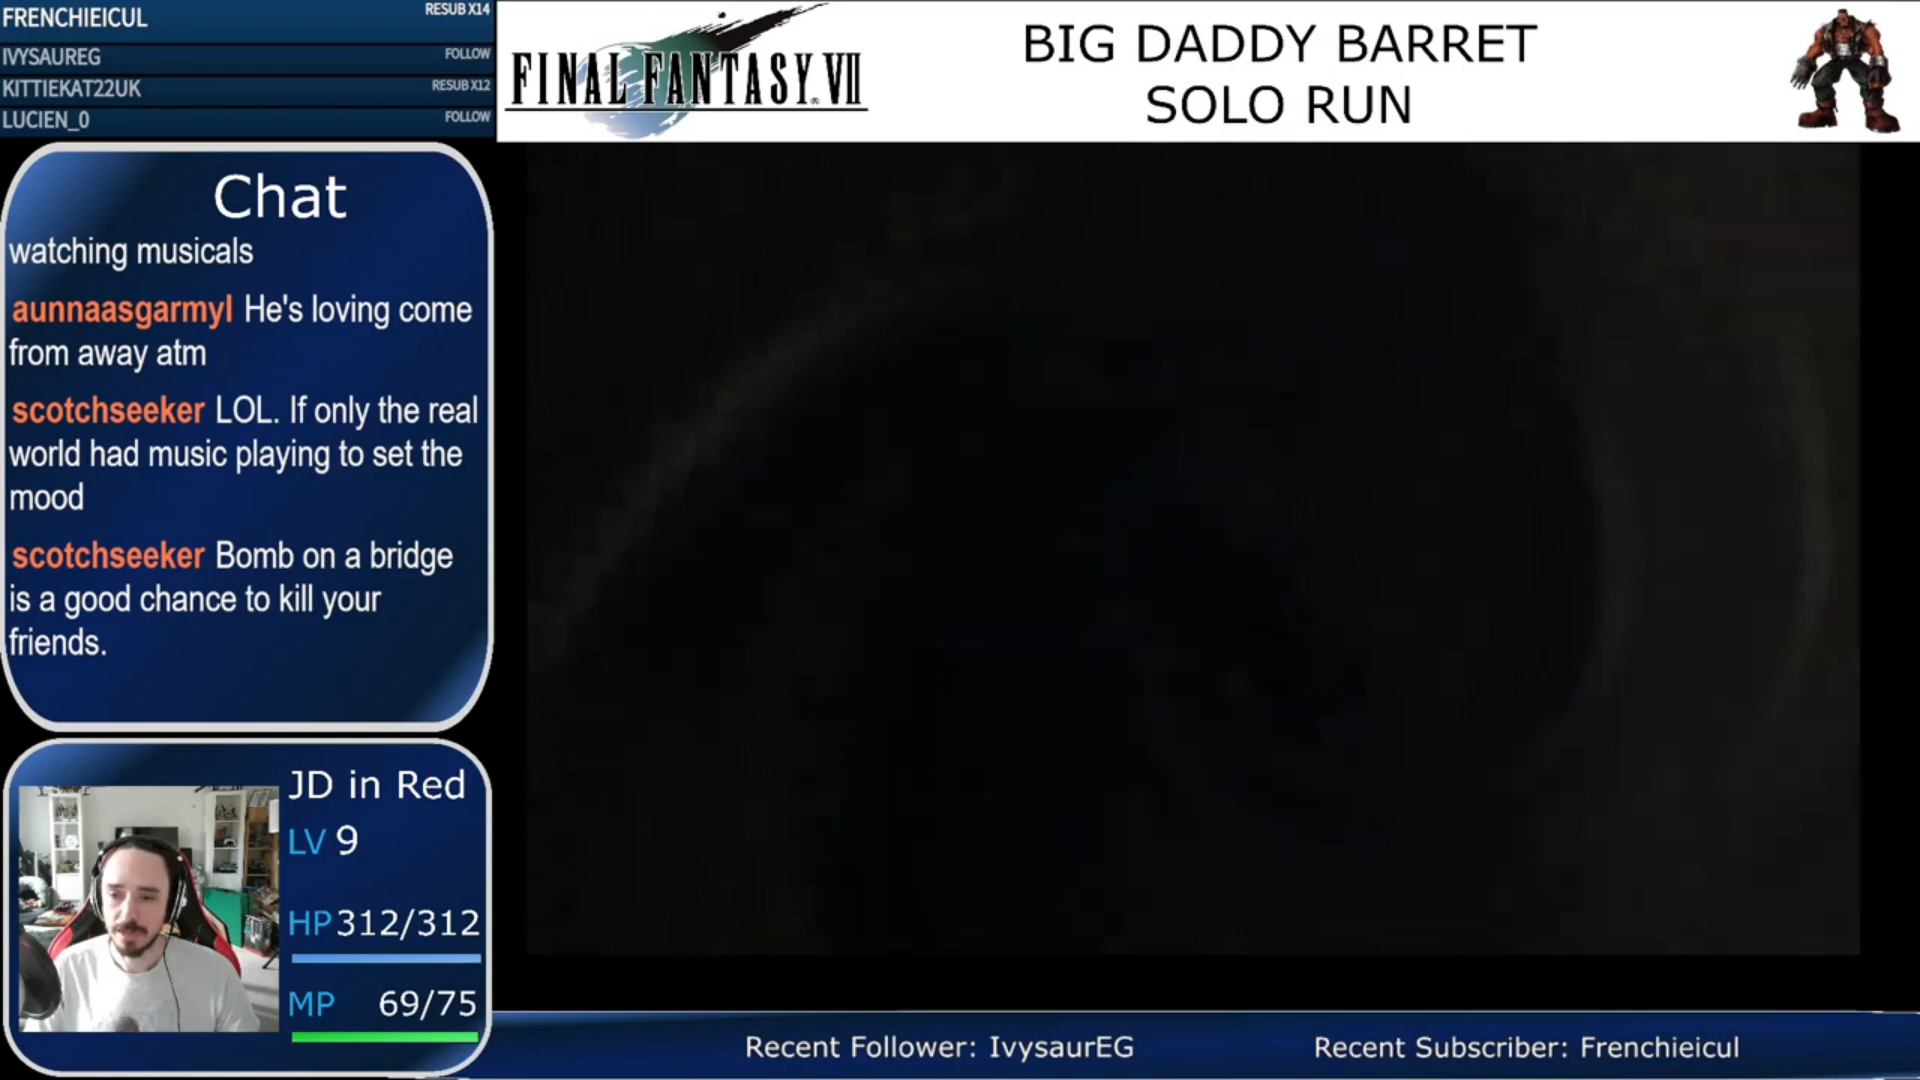 FRENCHIEICUL RESUB X14
IVYSAUREG FOLLOW
KITTIEKAT22UK RESUB X12
LUCIEN_0 FOLLOW
FINAL FANTASY VII
BIG DADDY BARRET
SOLO RUN
Chat
watching musicals
aunnaasgarmyl He's loving come
from away atm
scotchseeker LOL. If only the real
world had music playing to set the
mood
scotchseeker Bomb on a bridge
is a good chance to kill your
friends.
JD in Red
LV 9
HP 312/312
MP 69/75
Recent Follower: IvysaurEG
Recent Subscriber: Frenchieicul